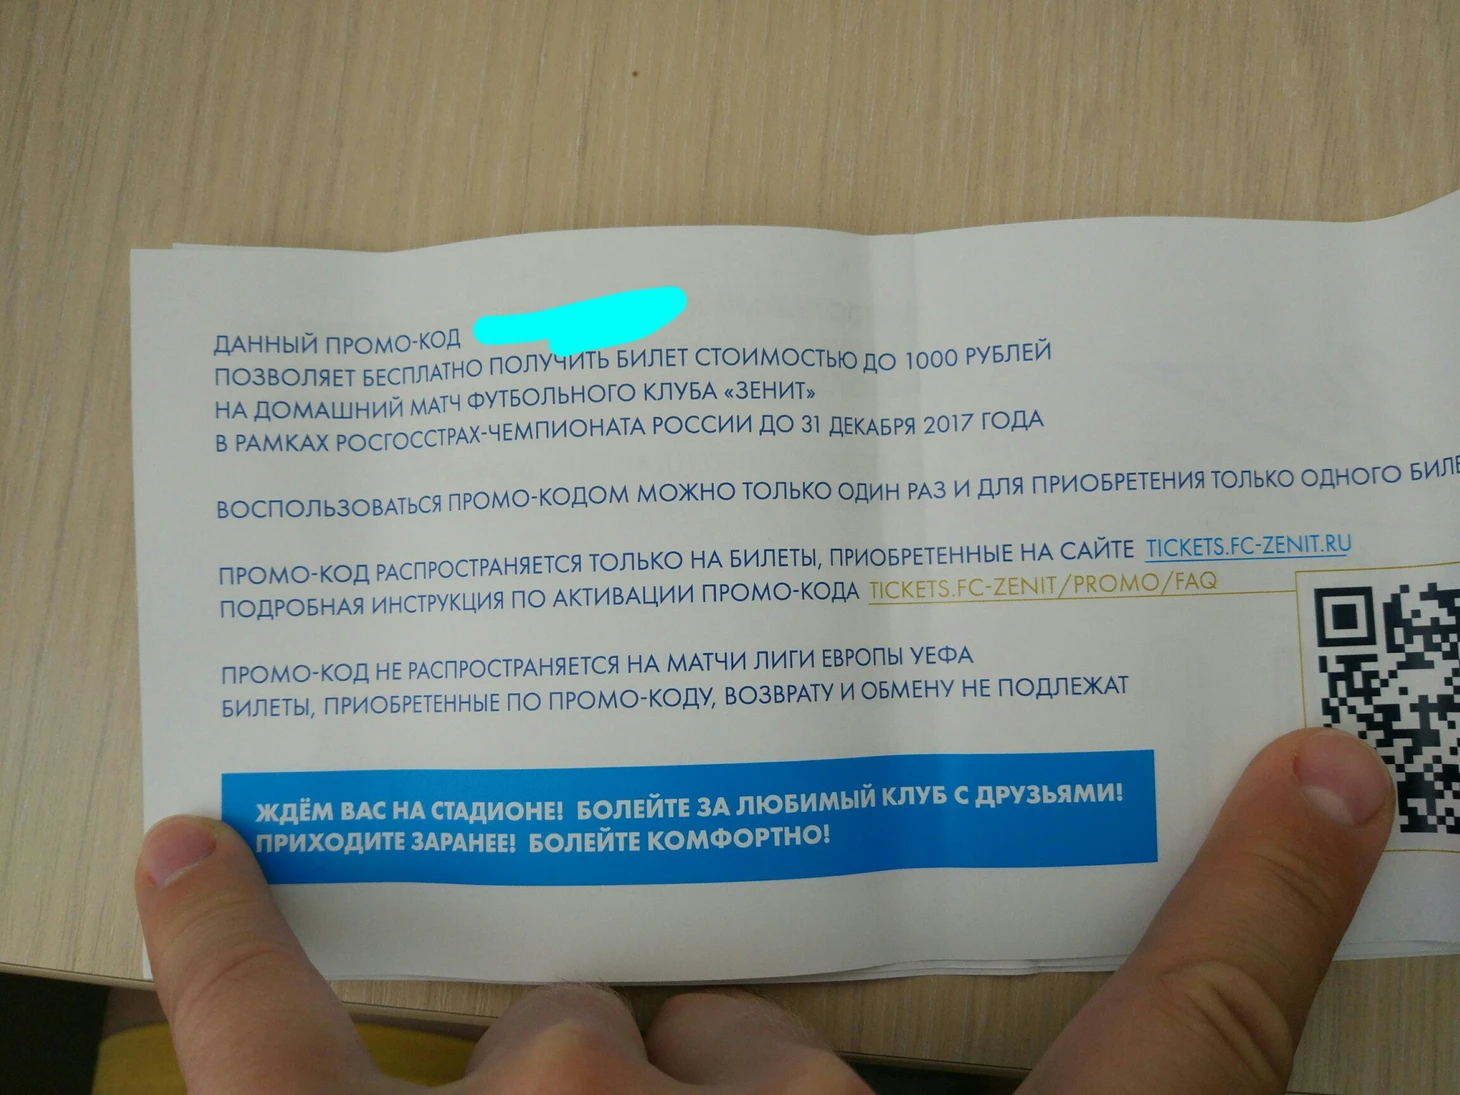 ДАННЫЙ ПРОМО-КОД
ПОЗВОЛЯЕТ БЕСПЛАТНО ПОЛУЧИТЬ БИЛЕТ СТОИМОСТЬЮ ДО 1000 РУБЛЕЙ
НА ДОМАШНИЙ МАТЧ ФУТБОЛЬНОГО КЛУБА «ЗЕНИТ»
В РАМКАХ РОСГОССТРАХ-ЧЕМПИОНАТА РОССИИ ДО 31 ДЕКАБРЯ 2017 ГОДА
ВОСПОЛЬЗОВАТЬСЯ ПРОМО-КОДОМ МОЖНО ТОЛЬКО ОДИН РАЗ И ДЛЯ ПРИОБРЕТЕНИЯ ТОЛЬКО ОДНОГО БИЛЕ
ПРОМО-КОД РАСПРОСТРАНЯЕТСЯ ТОЛЬКО НА БИЛЕТЫ, ПРИОБРЕТЕННЫЕ НА САЙТЕ TICKETS.FC-ZENIT.RU
ПОДРОБНАЯ ИНСТРУКЦИЯ ПО АКТИВАЦИИ ПРОМО-КОДА TICKETS.FC-ZENIT/PROMO/FAQ
ПРОМО-КОД НЕ РАСПРОСТРАНЯЕТСЯ НА МАТЧИ ЛИГИ ЕВРОПЫ УЕФА
БИЛЕТЫ, ПРИОБРЕТЕННЫЕ ПО ПРОМО-КОДУ, ВОЗВРАТУ И ОБМЕНУ НЕ ПОДЛЕЖАТ
ЖДЁМ ВАС НА СТАДИОНЕ! БОЛЕЙТЕ ЗА ЛЮБИМЫЙ КЛУБ С ДРУЗЬЯМИ!
ПРИХОДИТЕ ЗАРАНЕЕ! БОЛЕЙТЕ КОМФОРТНО!